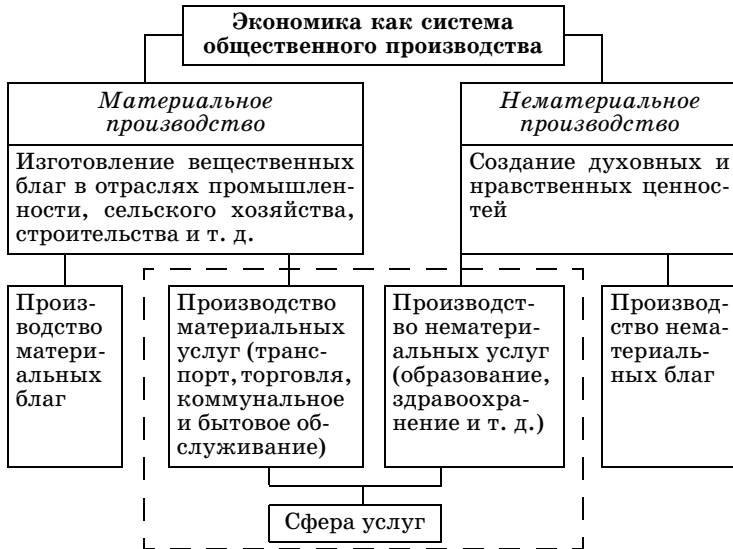 Экономика как система
общественного производства
Материальное
производство
Изготовление вещественных
благ в отраслях промышлен-
ности, сельского хозяйства,
строительства и т. д.
Нематериальное
производство
Создание духовных и
нравственных ценнос-
тей
Произ-
водство
матери-
альных
благ
Производство
материальных
услуг (транс-
порт, торговля,
коммунальное
и бытовое об-
служивание)
Производст-
во нематери-
альных услуг
(образование,
здравоохра-
нение и т. д.)
Производ-
ство нема-
териаль-
ных благ
Сфера услуг